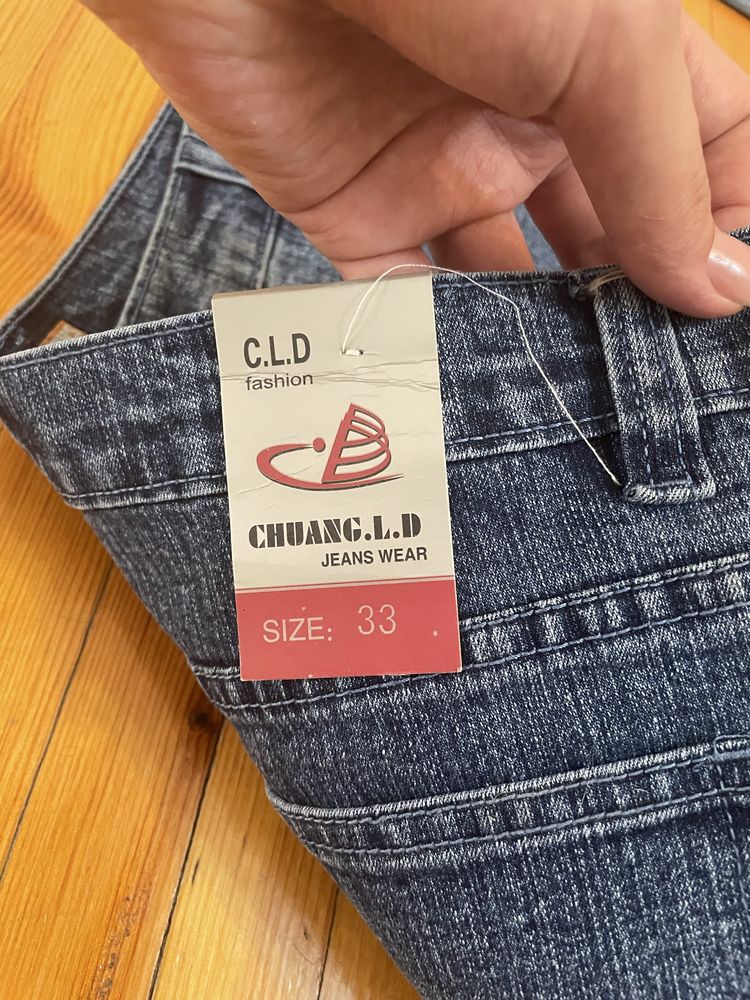 C.L.D
fashion
CHUANG.L.D
JEANS WEAR
SIZE: 33